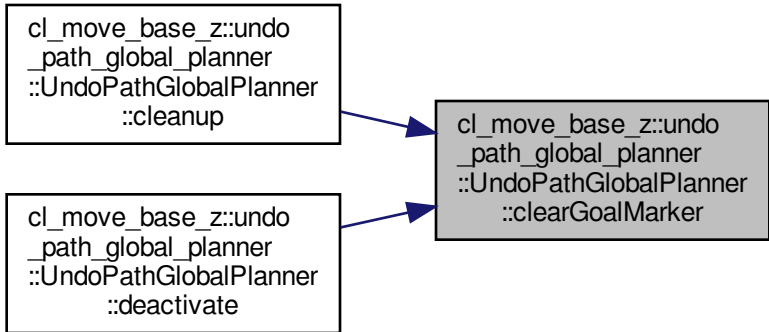 cl_move_base_z::undo
_path_global_planner
::UndoPathGlobalPlanner
::cleanup
cl_move_base_z::undo
_path_global_planner
::UndoPathGlobalPlanner
::clearGoalMarker
cl_move_base_z::undo
_path_global_planner
::UndoPathGlobalPlanner
::deactivate